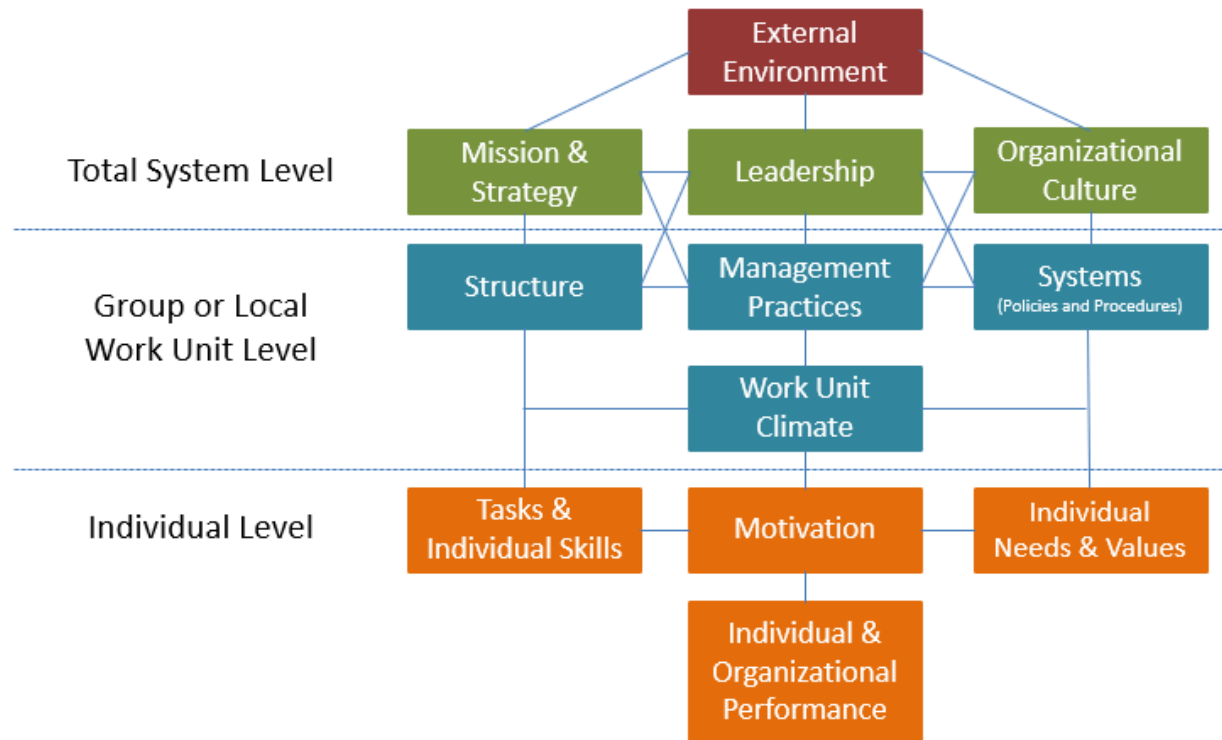 External
Environment
Total System Level
Mission &
Strategy
Leadership
Organizational
Culture
Group or Local
Work Unit Level
Structure
Management
Practices
Systems
(Policies and Procedures)
Work Unit
Climate
Individual Level
Tasks &
Individual Skills
Motivation
Individual
Needs & Values
Individual &
Organizational
Performance